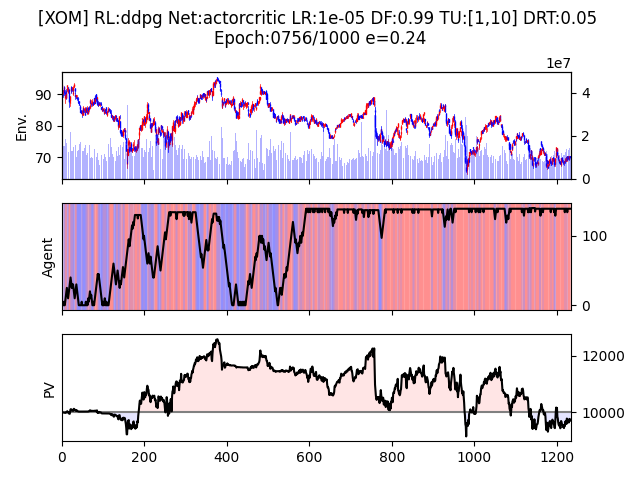 [XOM] RL:ddpg Net:actorcritic LR:1e-05 DF:0.99 TU:[1,10] DRT:0.05
Epoch:0756/1000 e=0.24
1e7
Env.
90
80
70
4
2
0
Agent
100
0
PV
12000
10000
0
200
400
600
800
1000
1200